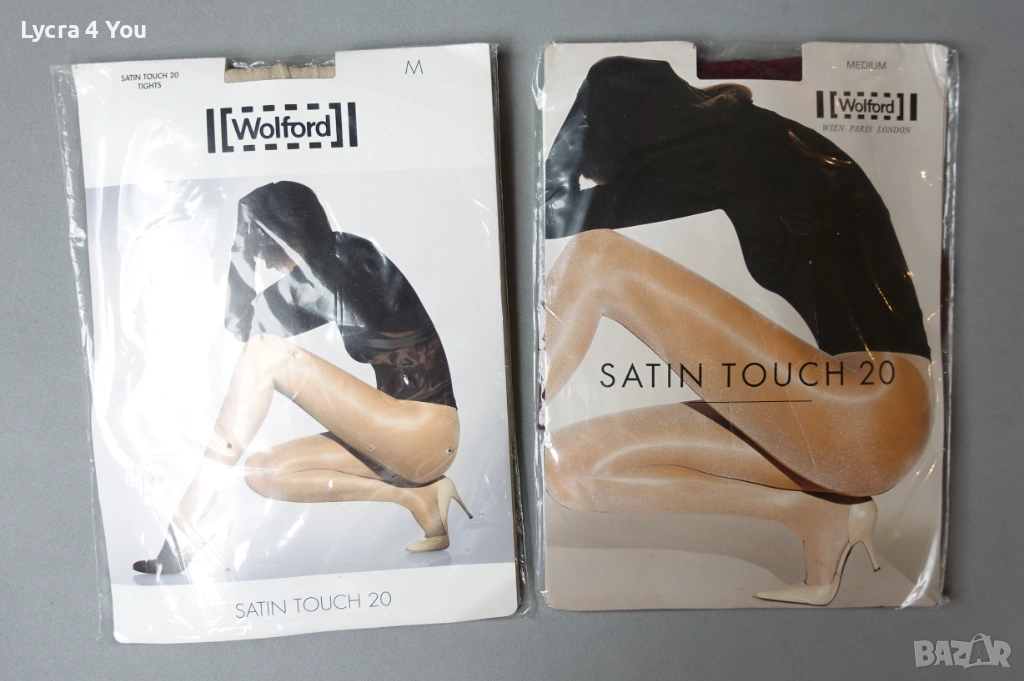 Lycra 4 You
SATIN TOUCH 20
TIGHTS
M
[Wolford]
SATIN TOUCH 20
MEDIUM
[Wolford]
WIEN PARIS LONDON
SATIN TOUCH 20
BAZAR